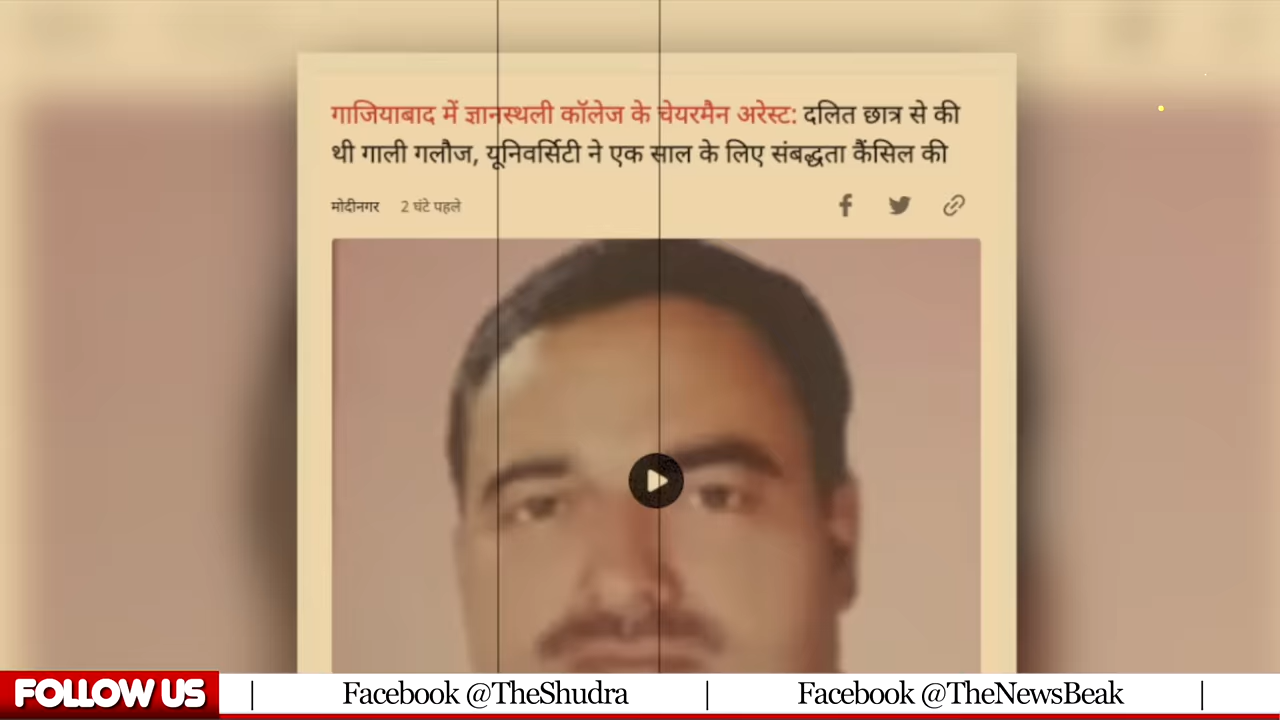 गाजियाबाद में ज्ञानस्थली कॉलेज के चेयरमैन अरेस्ट: दलित छात्र से की
थी गाली गलौज, यूनिवर्सिटी ने एक साल के लिए संबद्धता कैंसिल की
मोदीनगर 2 घंटे पहले
FOLLOW US | Facebook @TheShudra | Facebook @TheNewsBeak |